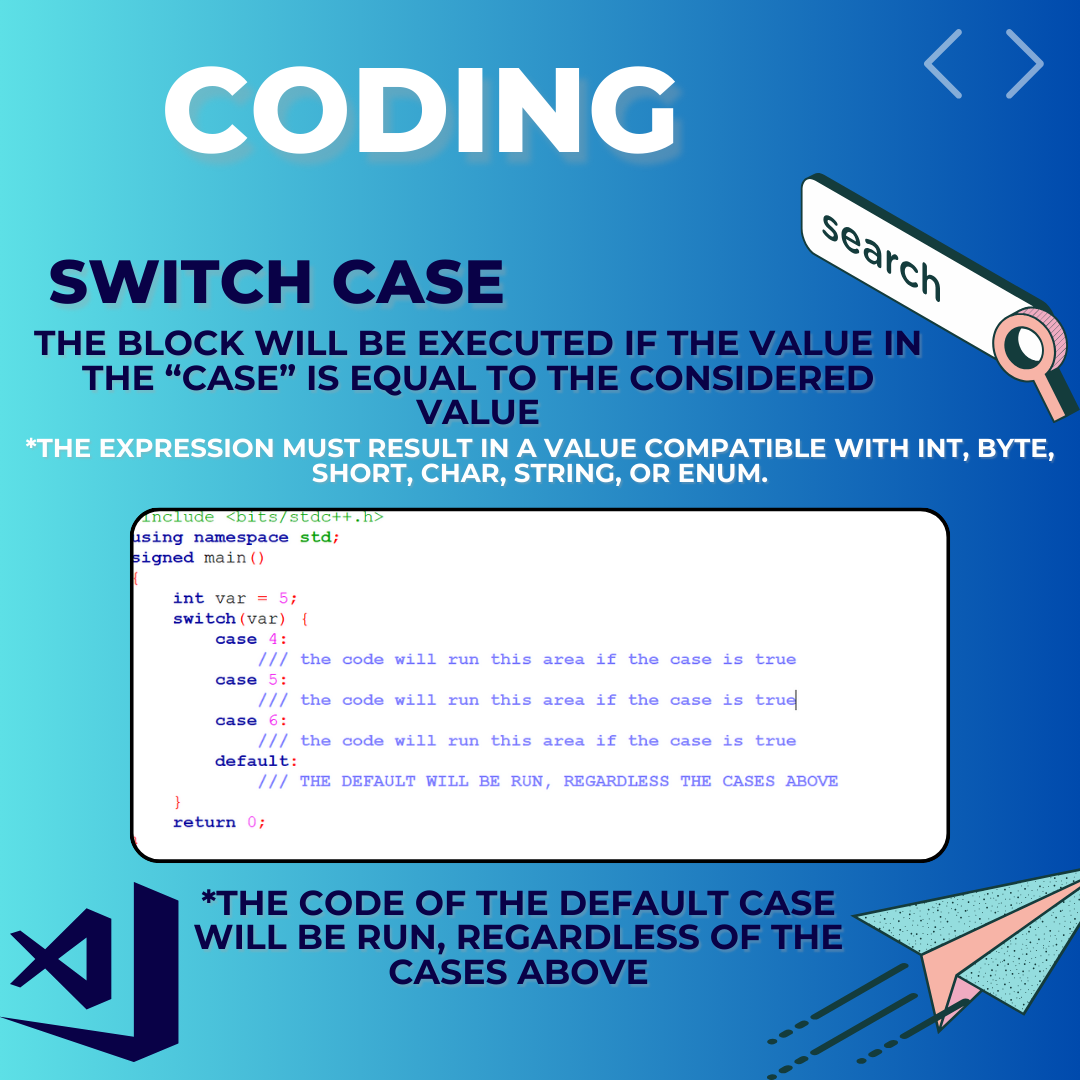 CODING
search
SWITCH CASE
THE BLOCK WILL BE EXECUTED IF THE VALUE IN
THE “CASE” IS EQUAL TO THE CONSIDERED
VALUE
*THE EXPRESSION MUST RESULT IN A VALUE COMPATIBLE WITH INT, BYTE,
SHORT, CHAR, STRING, OR ENUM.
include <bits/stdc++.h>
using namespace std;
signed main()
{
    int var = 5;
    switch(var) {
        case 4:
            /// the code will run this area if the case is true
        case 5:
            /// the code will run this area if the case is true
        case 6:
            /// the code will run this area if the case is true
        default:
            /// THE DEFAULT WILL BE RUN, REGARDLESS THE CASES ABOVE
    }
    return 0;
*THE CODE OF THE DEFAULT CASE
WILL BE RUN, REGARDLESS OF THE
CASES ABOVE